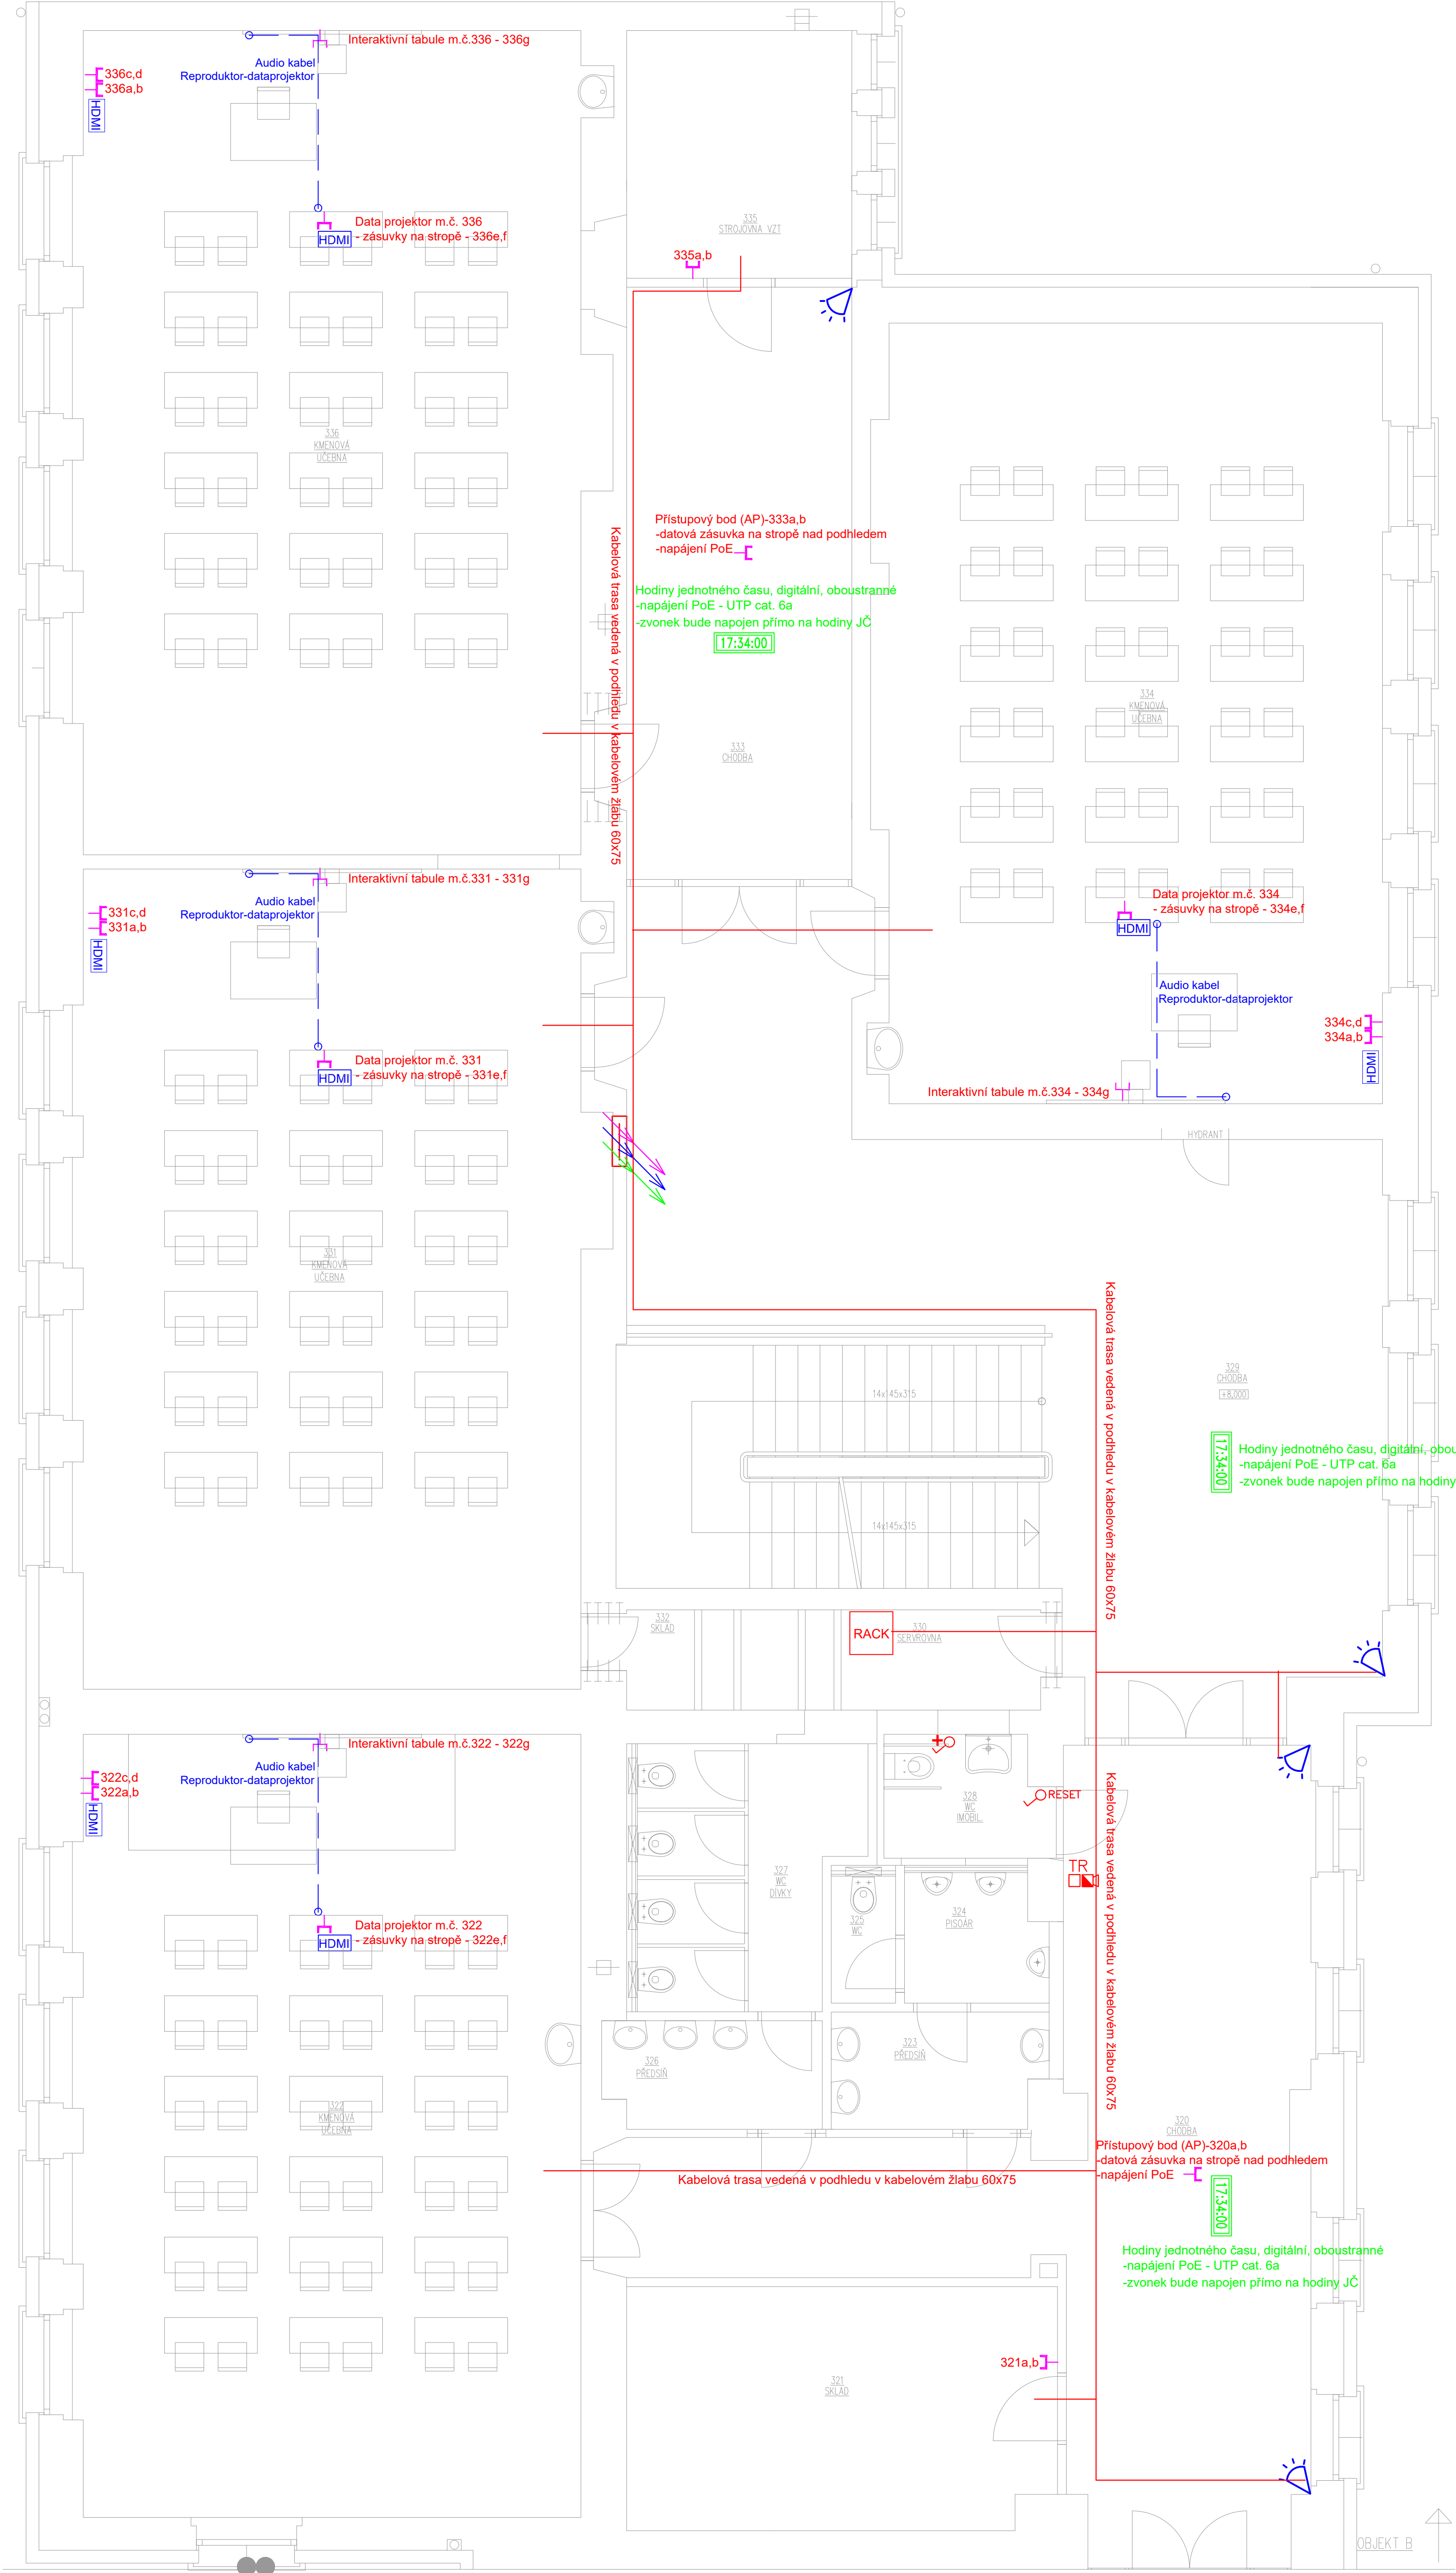 Interaktivní tabule m.č.336 - 336g
Audio kabel
Reproduktor-dataprojektor
336c,d
336a,b
HDMI
Data projektor m.č. 336
- zásuvky na stropě - 336e,f
HDMI
335
STROJOVNA VZT
335a,b
336
KMENOVÁ
UČEBNA
Přístupový bod (AP)-333a,b
-datová zásuvka na stropě nad podhledem
-napájení PoE
Kabelová trasa vedená v podhledu v kabelovém žlabu 60x75
Hodiny jednotného času, digitální, oboustranné
-napájení PoE - UTP cat. 6a
-zvonek bude napojen přímo na hodiny JČ
17:34:00
334
KMENOVÁ
UČEBNA
333
CHODBA
Interaktivní tabule m.č.331 - 331g
Audio kabel
Reproduktor-dataprojektor
331c,d
331a,b
HDMI
Data projektor m.č. 334
- zásuvky na stropě - 334e,f
HDMI
Audio kabel
Reproduktor-dataprojektor
334c,d
334a,b
HDMI
Data projektor m.č. 331
- zásuvky na stropě - 331e,f
HDMI
Interaktivní tabule m.č.334 - 334g
HYDRANT
331
KMENOVÁ
UČEBNA
Kabelová trasa vedená v podhledu v kabelovém žlabu 60x75
329
CHODBA
+8,000
14x145x315
17:34:00
Hodiny jednotného času, digitální, obou
-napájení PoE - UTP cat. 6a
-zvonek bude napojen přímo na hodiny
14x145x315
332
SKLAD
RACK
330
SERVROVNA
Interaktivní tabule m.č.322 - 322g
Audio kabel
Reproduktor-dataprojektor
322c,d
322a,b
HDMI
RESET
328
WC
IMOBIL.
Kabelová trasa vedená v podhledu v kabelovém žlabu 60x75
TR
327
WC
DÍVKY
325
WC
324
PISOÁR
Data projektor m.č. 322
- zásuvky na stropě - 322e,f
HDMI
326
PŘEDSÍŇ
323
PŘEDSÍŇ
322
KMENOVÁ
UČEBNA
320
CHODBA
Přístupový bod (AP)-320a,b
-datová zásuvka na stropě nad podhledem
-napájení PoE
Kabelová trasa vedená v podhledu v kabelovém žlabu 60x75
17:34:00
Hodiny jednotného času, digitální, oboustranné
-napájení PoE - UTP cat. 6a
-zvonek bude napojen přímo na hodiny JČ
321a,b
321
SKLAD
OBJEKT B